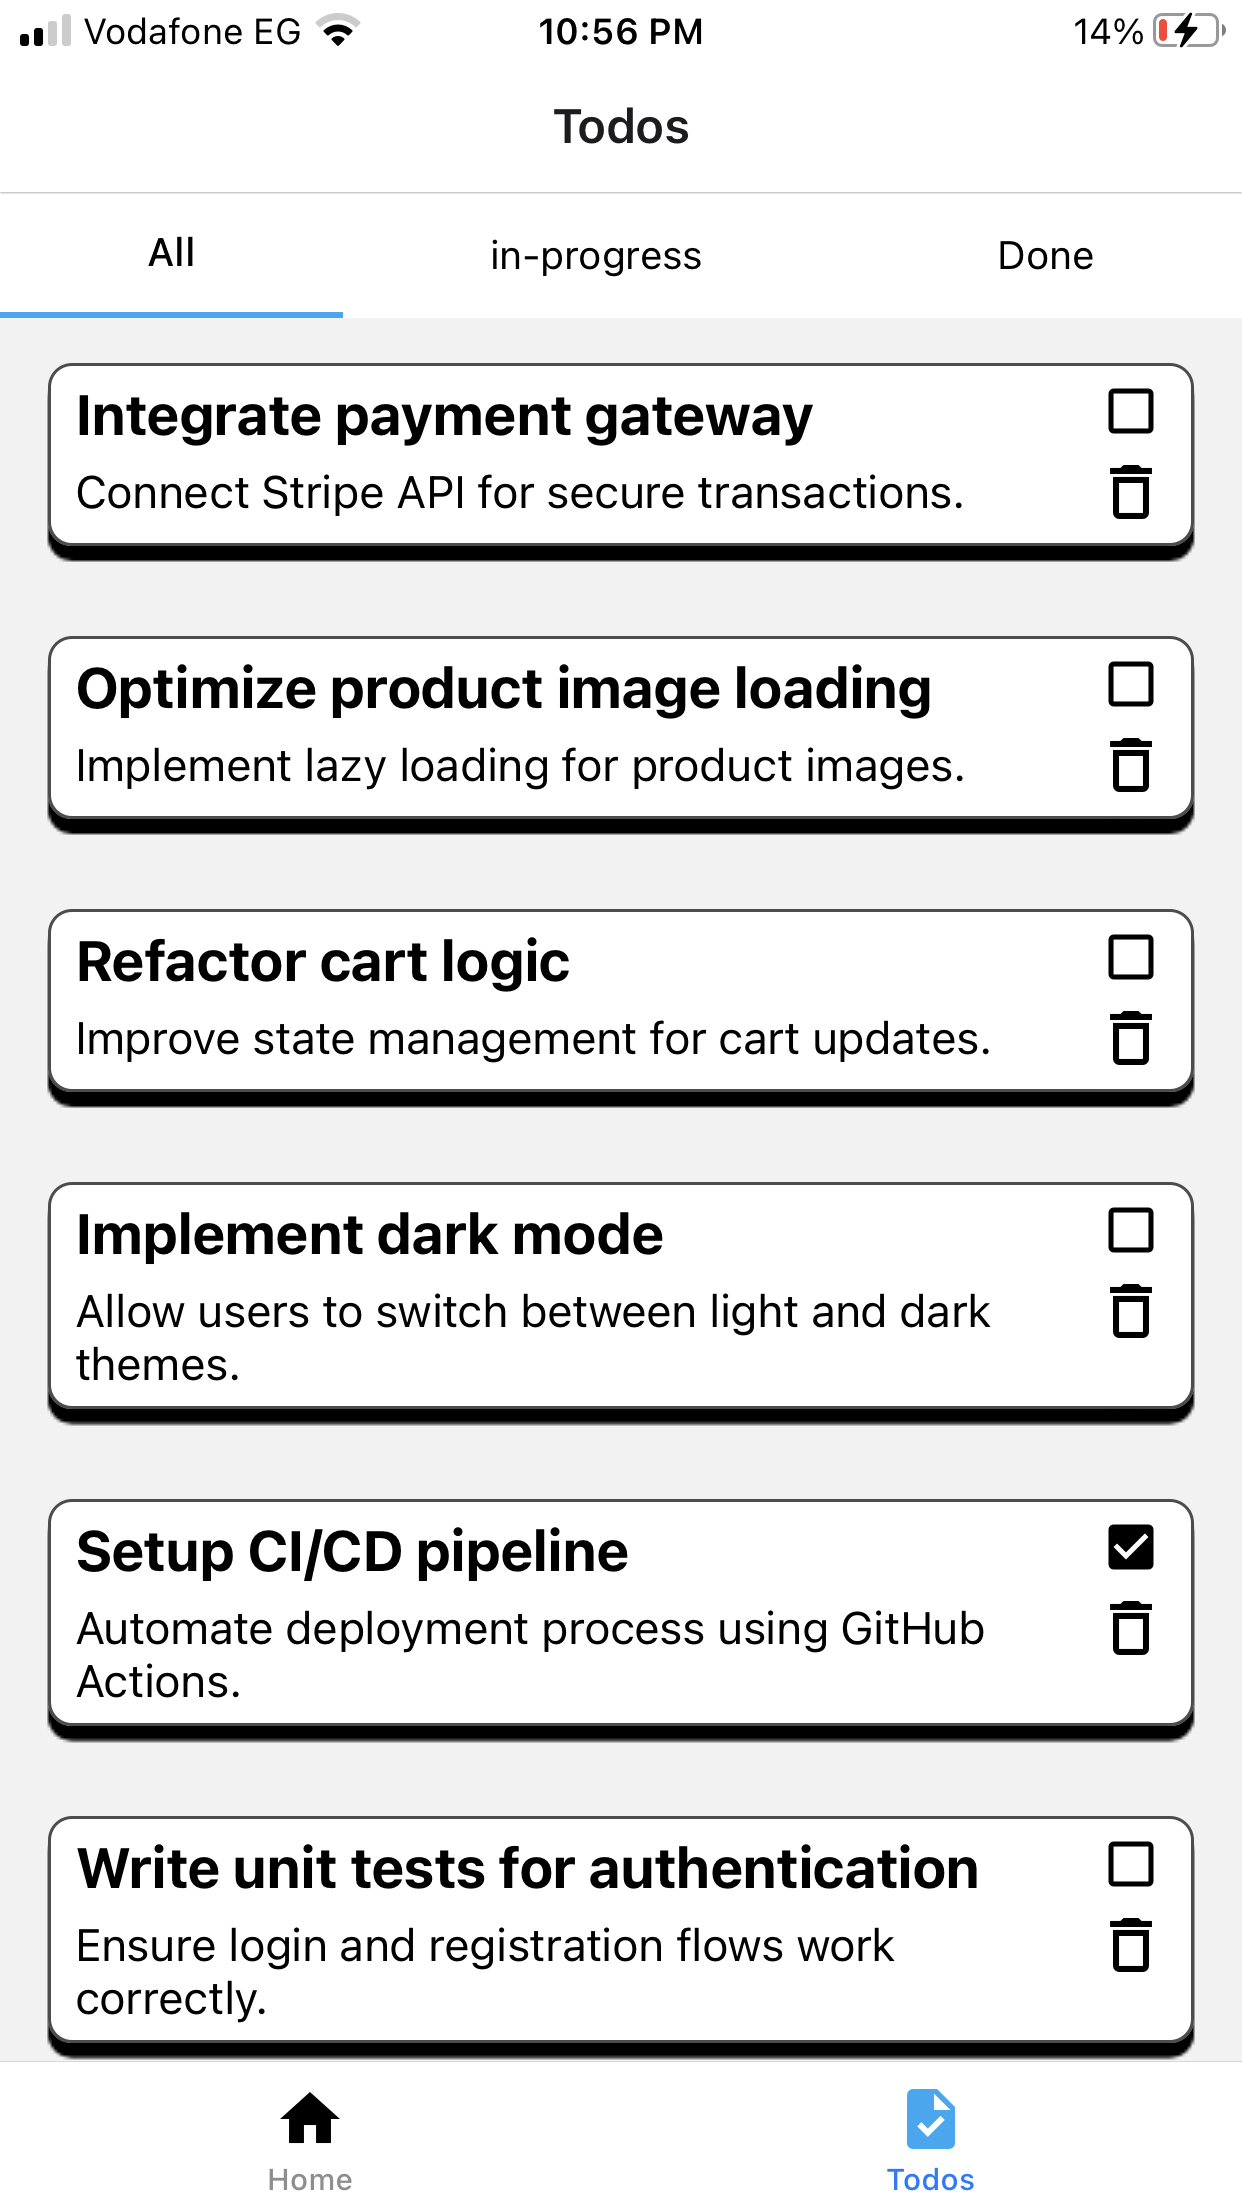 Vodafone EG 10:56 PM 14%
Todos
All in-progress Done
Integrate payment gateway
Connect Stripe API for secure transactions.
Optimize product image loading
Implement lazy loading for product images.
Refactor cart logic
Improve state management for cart updates.
Implement dark mode
Allow users to switch between light and dark
themes.
Setup CI/CD pipeline
Automate deployment process using GitHub
Actions.
Write unit tests for authentication
Ensure login and registration flows work
correctly.
Home Todos